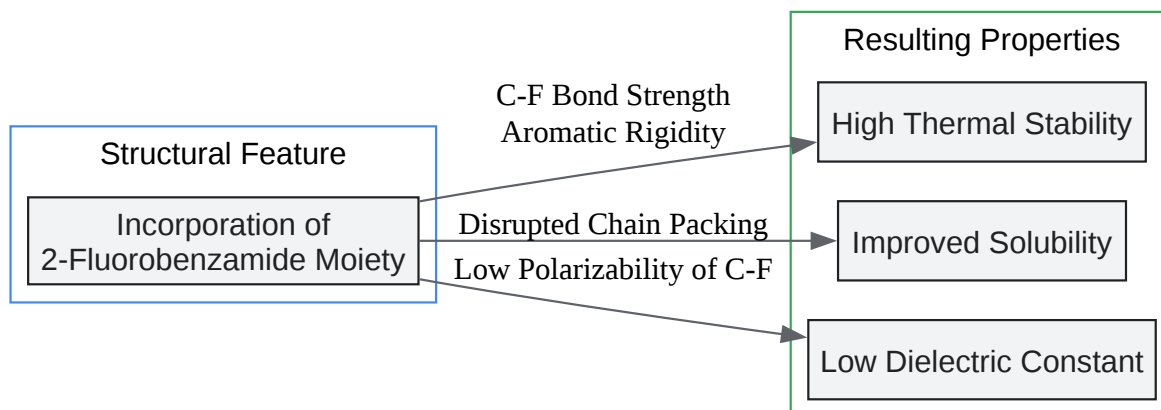 Structural Feature
Incorporation of
2-Fluorobenzamide Moiety
C-F Bond Strength
Aromatic Rigidity
Disrupted Chain Packing
Low Polarizability of C-F
Resulting Properties
High Thermal Stability
Improved Solubility
Low Dielectric Constant